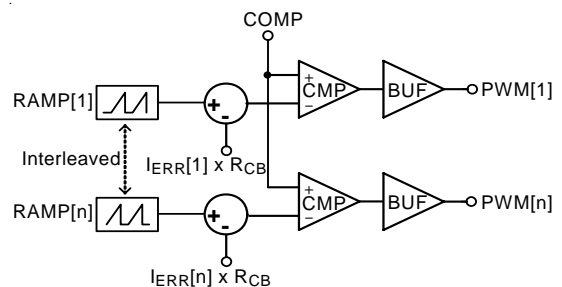 COMP
RAMP[1]
+
-
+
−
CMP
BUF
PWM[1]
Interleaved
I_ERR[1] x R_CB
RAMP[n]
+
-
+
−
CMP
BUF
PWM[n]
I_ERR[n] x R_CB